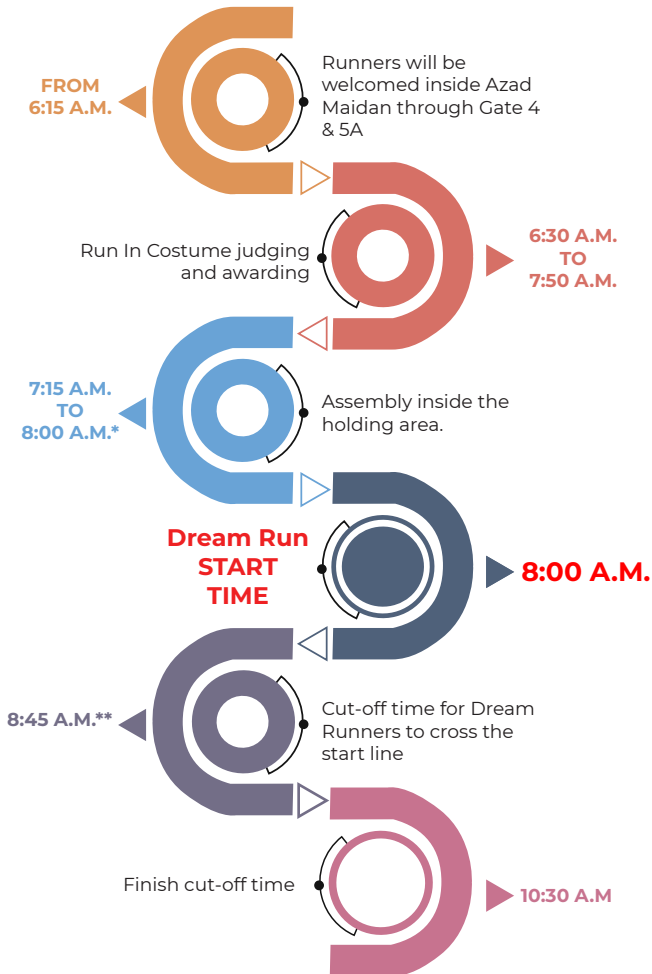 FROM
6:15 A.M.
Runners will be
welcomed inside Azad
Maidan through Gate 4
& 5A
Run In Costume judging
and awarding
6:30 A.M.
TO
7:50 A.M.
7:15 A.M.
TO
8:00 A.M.*
Assembly inside the
holding area.
Dream Run
START
TIME
8:00 A.M.
8:45 A.M.**
Cut-off time for Dream
Runners to cross the
start line
Finish cut-off time
10:30 A.M